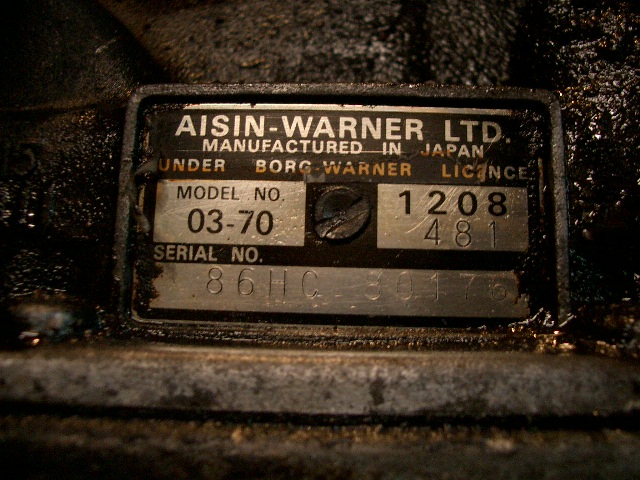 AISIN-WARNER LTD.
MANUFACTURED IN JAPAN
UNDER BORG-WARNER LICENCE
MODEL NO.
03-70
1208
481
SERIAL NO.
86HC 30176